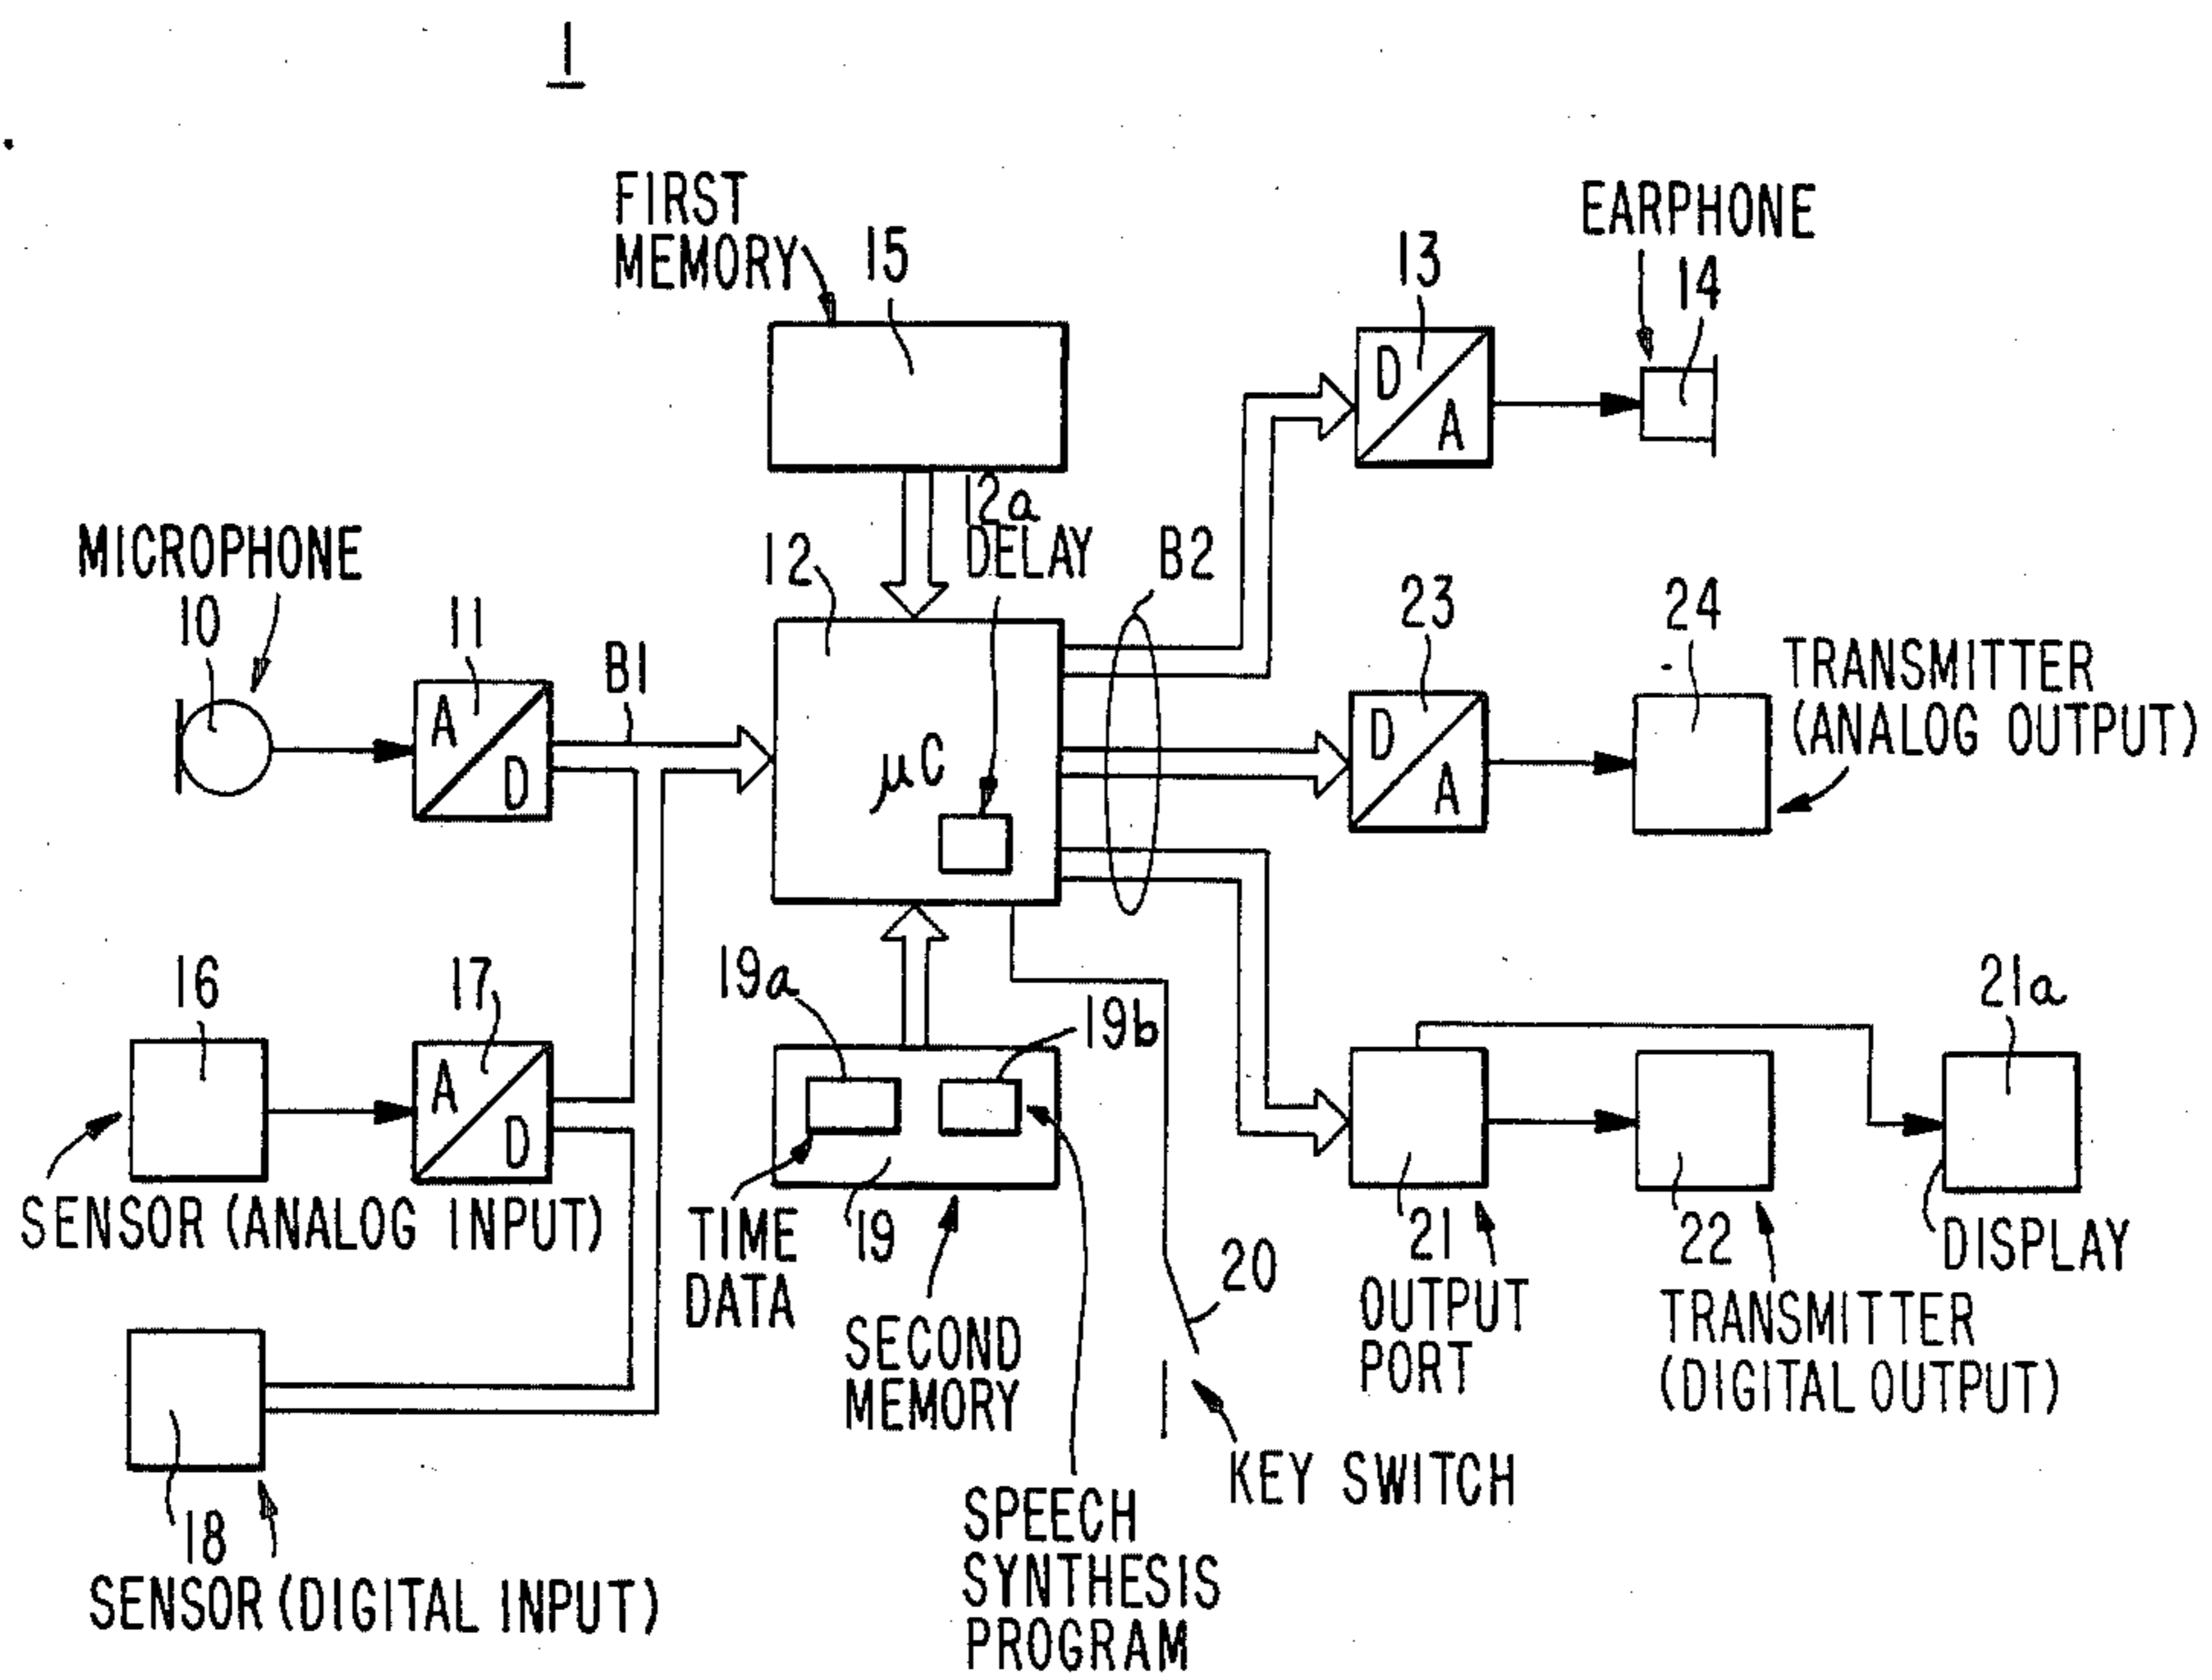 1
FIRST
MEMORY
15
EARPHONE
13
14
12a
DELAY
MICROPHONE
10
11
B1
12
B2
23
24
TRANSMITTER
(ANALOG OUTPUT)
D
A
A
D
µC
D
A
16
17
19a
19b
21a
A
D
SENSOR (ANALOG INPUT)
TIME
DATA
19
SECOND
MEMORY
20
21
OUTPUT
PORT
22
TRANSMITTER
(DIGITAL OUTPUT)
DISPLAY
KEY SWITCH
18
SENSOR (DIGITAL INPUT)
SPEECH
SYNTHESIS
PROGRAM